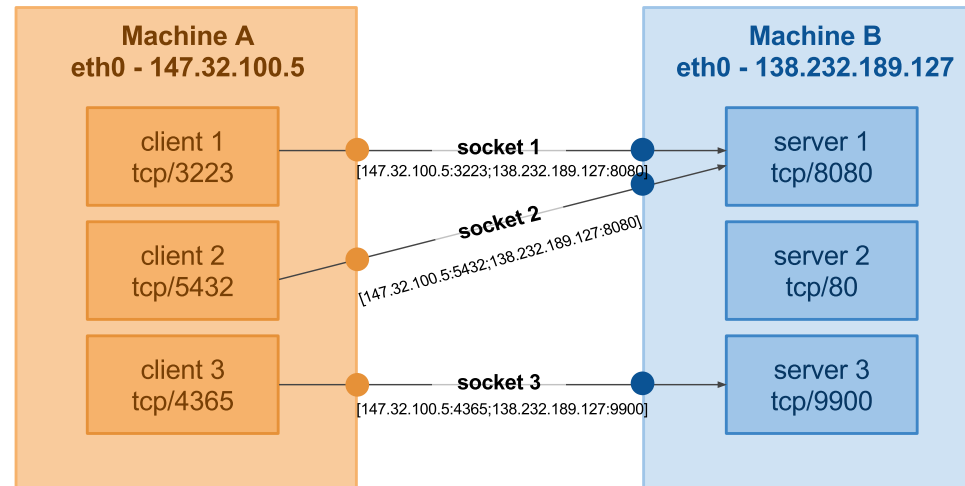 Machine A
eth0 - 147.32.100.5
client 1
tcp/3223
client 2
tcp/5432
client 3
tcp/4365
socket 1
[147.32.100.5:3223;138.232.189.127:8080]
socket 2
[147.32.100.5:5432;138.232.189.127:8080]
socket 3
[147.32.100.5:4365;138.232.189.127:9900]
Machine B
eth0 - 138.232.189.127
server 1
tcp/8080
server 2
tcp/80
server 3
tcp/9900